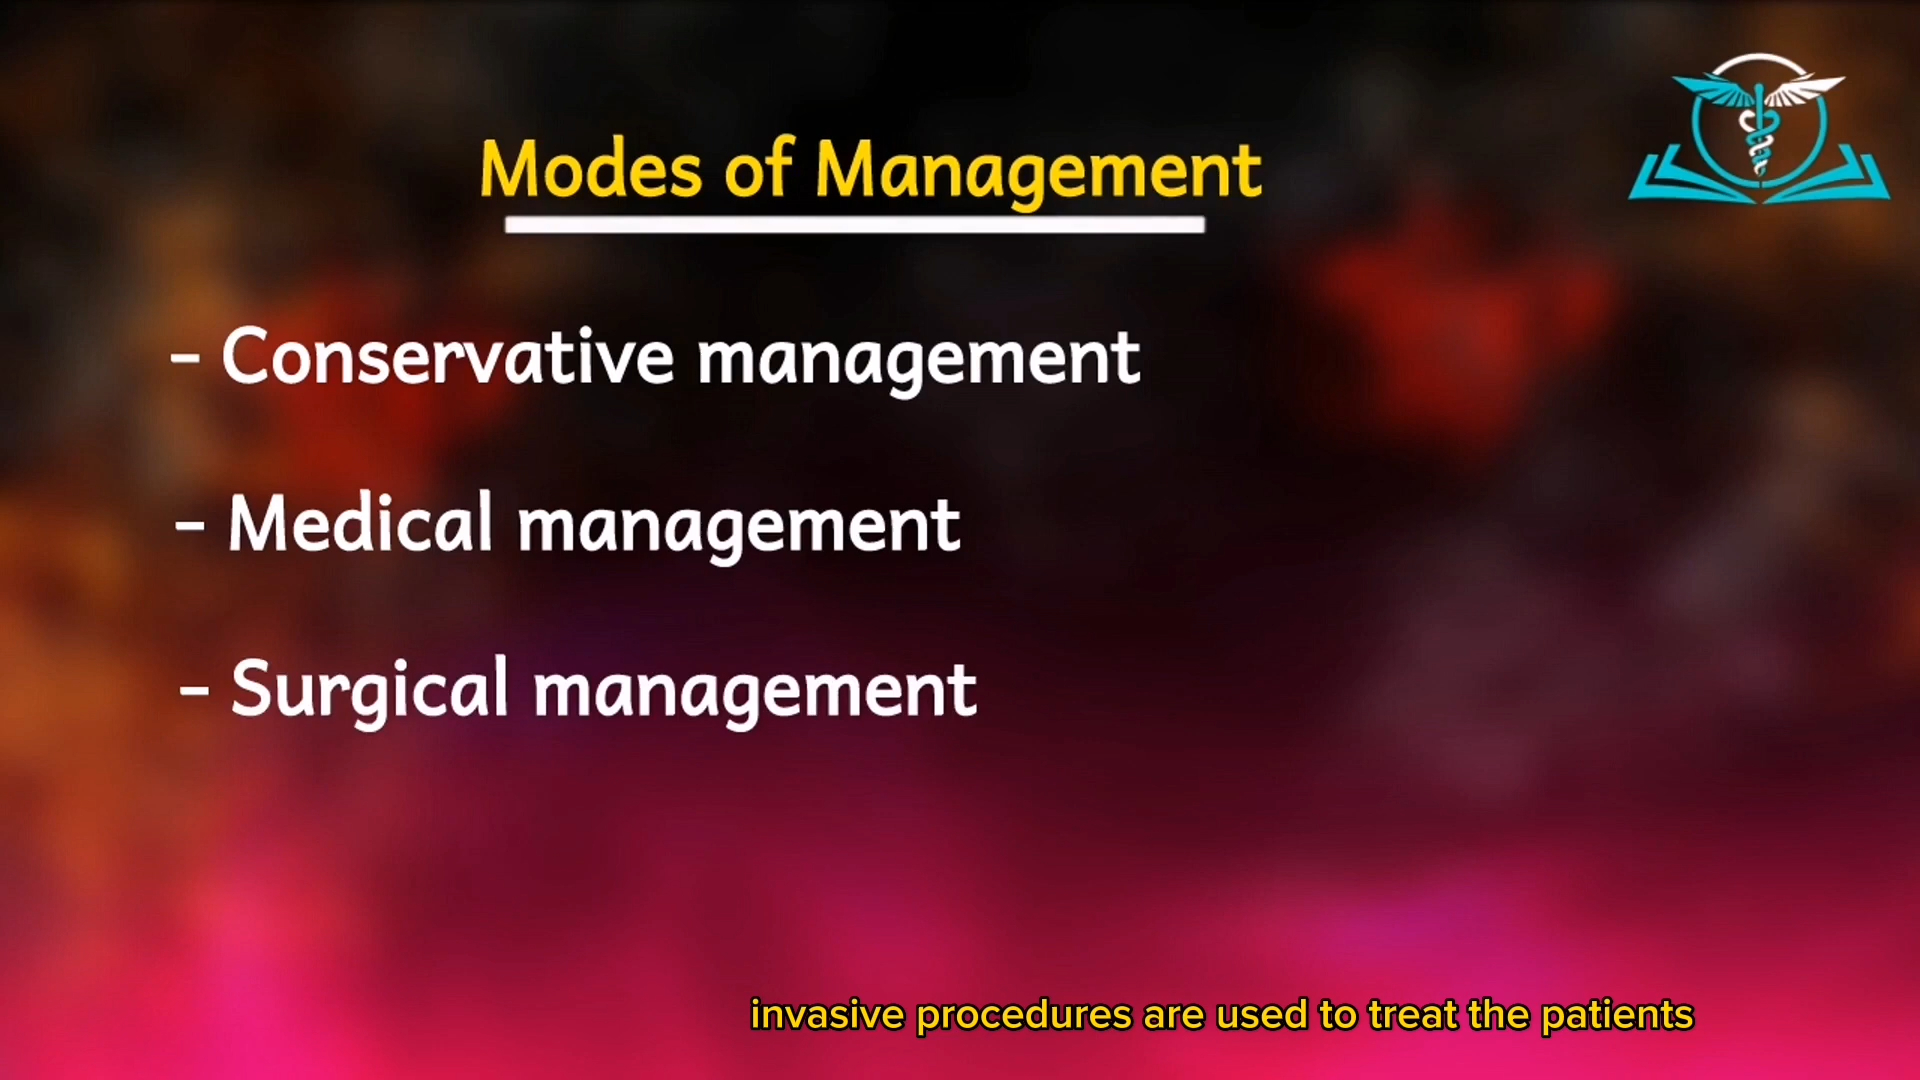 Modes of Management
- Conservative management
- Medical management
- Surgical management
invasive procedures are used to treat the patients